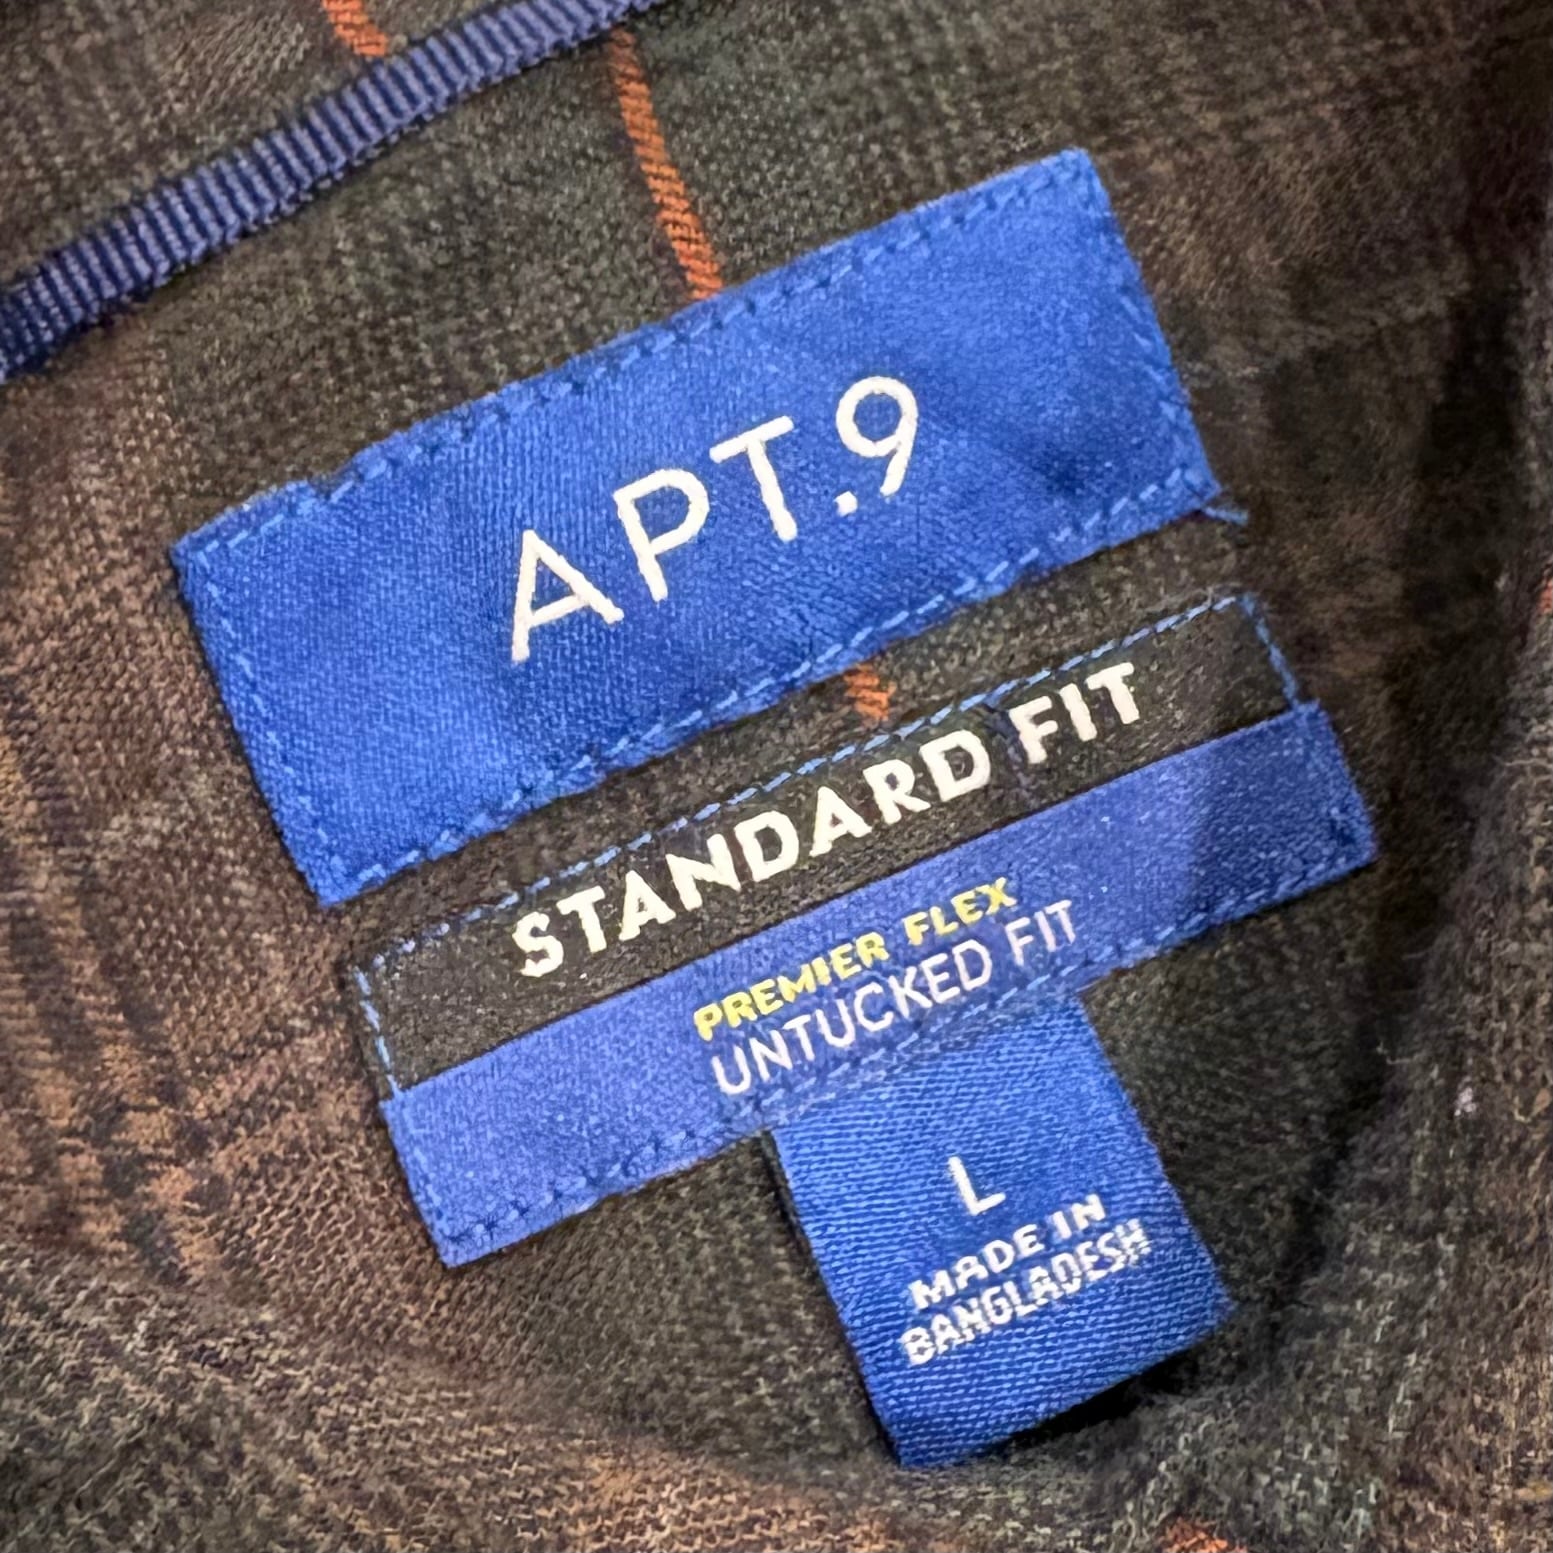 APT.9
STANDARD FIT
PREMIER FLEX
UNTUCKED FIT
L
MADE IN
BANGLADESH